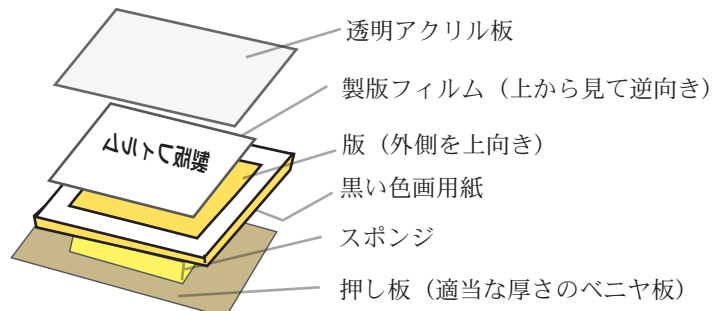 透明アクリル板
製版フィルム（上から見て逆向き）
製版フィルム
版（外側を上向き）
黒い色画用紙
スポンジ
押し板（適当な厚さのベニヤ板）